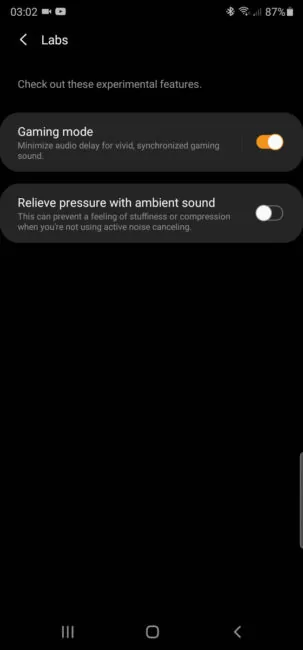 03:02 87%
Labs
Check out these experimental features.
Gaming mode
Minimize audio delay for vivid, synchronized gaming
sound.
Relieve pressure with ambient sound
This can prevent a feeling of stuffiness or compression
when you're not using active noise canceling.